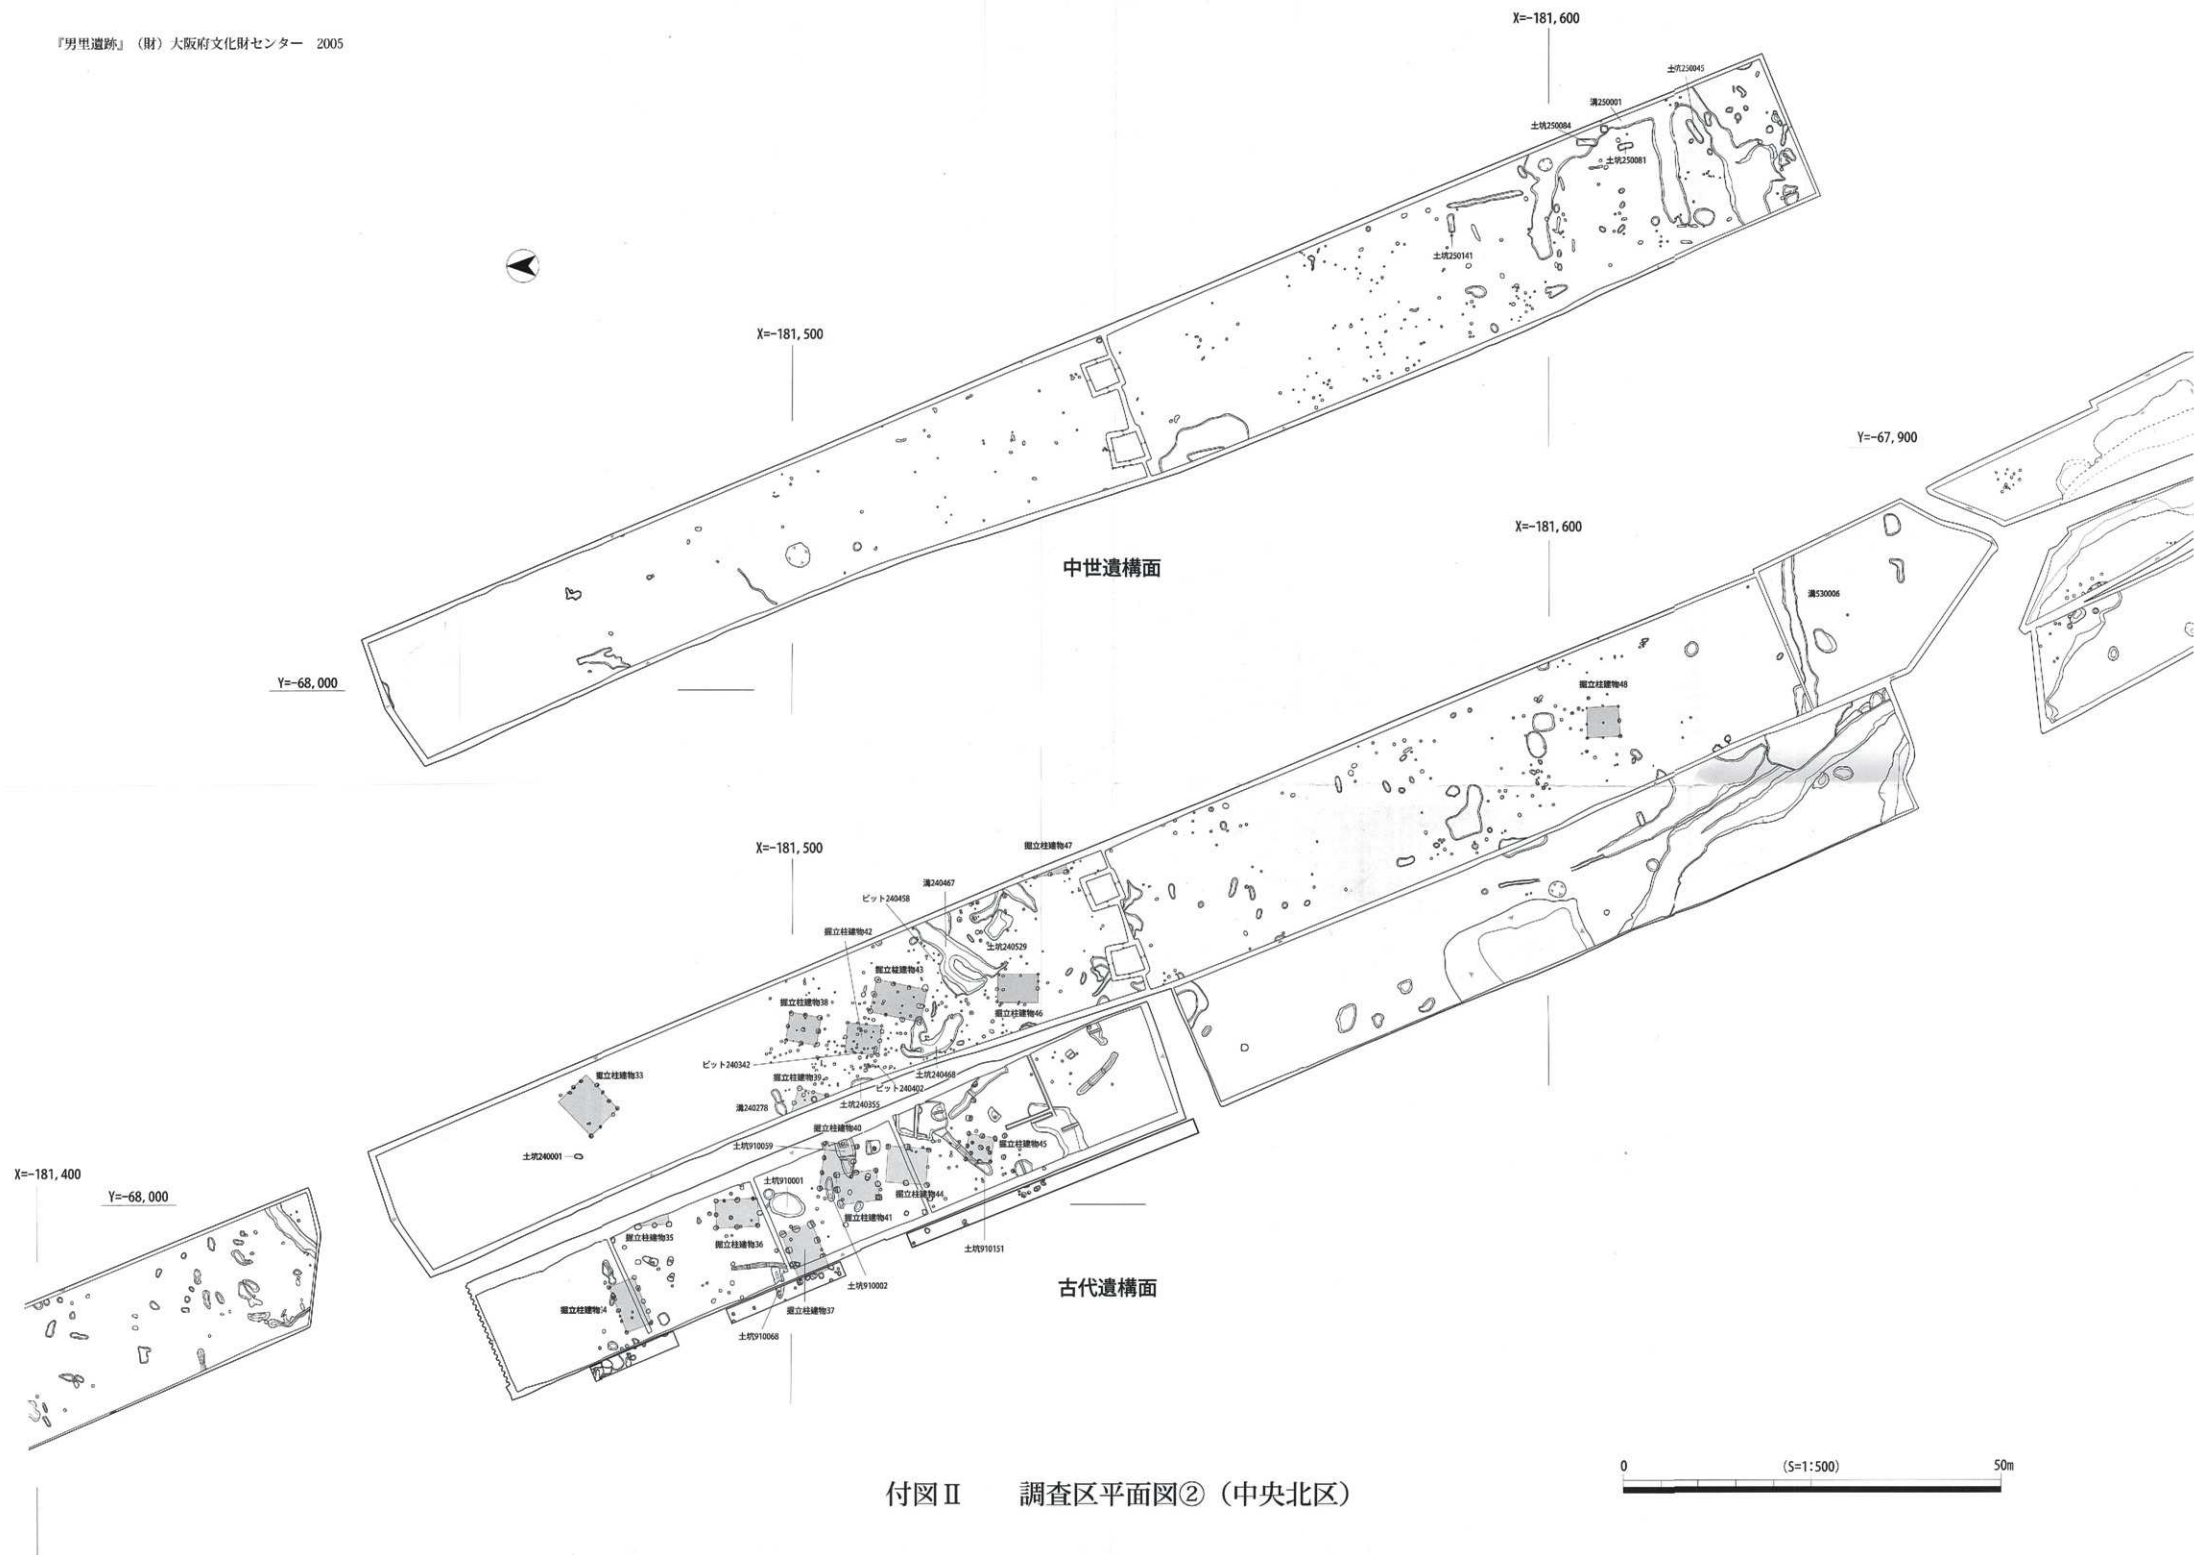 『男里遺跡』（財）大阪府文化財センター　2005
X=-181,600
土坑250045
溝250001
土坑250084
土坑250081
土坑250141
X=-181,500
Y=-67,900
X=-181,600
中世遺構面
溝530006
Y=-68,000
掘立柱建物48
X=-181,500
掘立柱建物47
溝240467
ピット240458
掘立柱建物42
土坑240529
掘立柱建物43
掘立柱建物38
掘立柱建物46
ピット240342
掘立柱建物33
土坑240468
掘立柱建物39
ピット240402
溝240278
土坑240355
掘立柱建物40
土坑910059
掘立柱建物45
土坑240001
X=-181,400
Y=-68,000
土坑910001
掘立柱建物44
掘立柱建物41
掘立柱建物35
掘立柱建物36
土坑910151
土坑910002
古代遺構面
掘立柱建物37
土坑910068
0
(S=1:500)
50m
付図Ⅱ　調査区平面図②（中央北区）